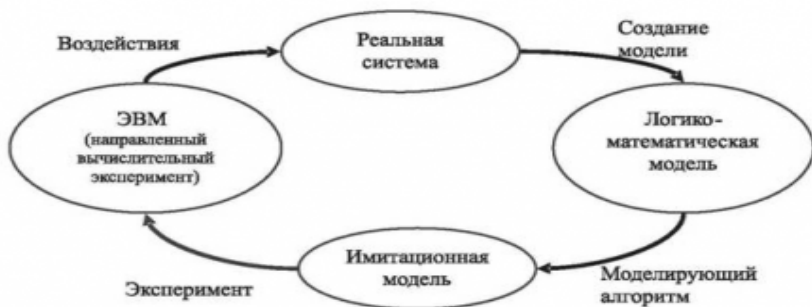 Воздействия
Реальная
система
Создание
модели
ЭВМ
(направленный
вычислительный
эксперимент)
Логико-
математическая
модель
Имитационная
модель
Эксперимент
Моделирующий
алгоритм